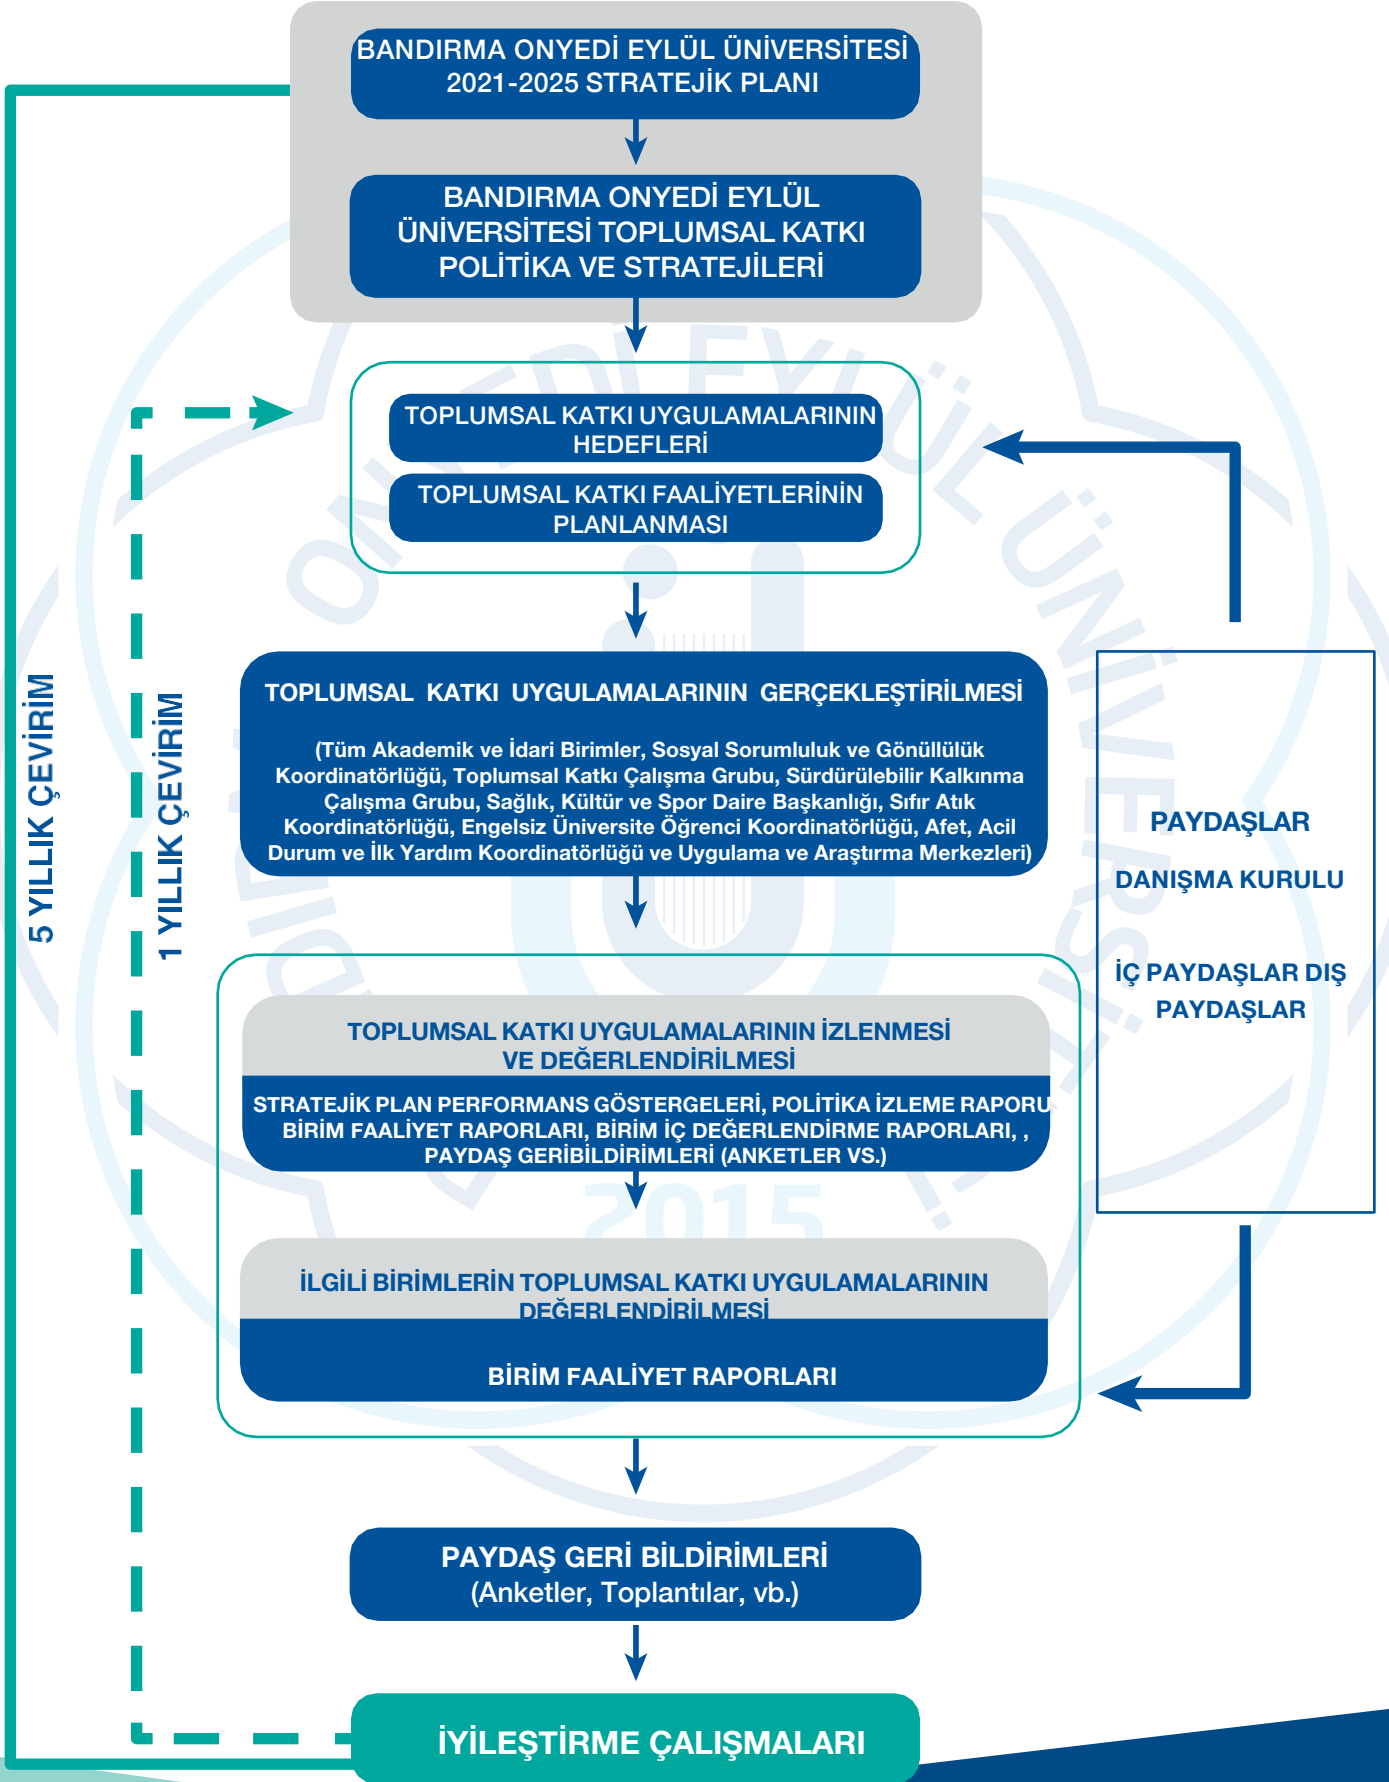 BANDIRMA ONYEDİ EYLÜL ÜNİVERSİTESİ
2021-2025 STRATEJİK PLANI
BANDIRMA ONYEDİ EYLÜL
ÜNİVERSİTESİ TOPLUMSAL KATKI
POLİTİKA VE STRATEJİLERİ
TOPLUMSAL KATKI UYGULAMALARININ
HEDEFLERİ
TOPLUMSAL KATKI FAALİYETLERİNİN
PLANLANMASI
TOPLUMSAL KATKI UYGULAMALARININ GERÇEKLEŞTİRİLMESİ
(Tüm Akademik ve İdari Birimler, Sosyal Sorumluluk ve Gönüllülük
Koordinatörlüğü, Toplumsal Katkı Çalışma Grubu, Sürdürülebilir Kalkınma
Çalışma Grubu, Sağlık, Kültür ve Spor Daire Başkanlığı, Sıfır Atık
Koordinatörlüğü, Engelsiz Üniversite Öğrenci Koordinatörlüğü, Afet, Acil
Durum ve İlk Yardım Koordinatörlüğü ve Uygulama ve Araştırma Merkezleri)
5 YILLIK ÇEVİRİM
1 YILLIK ÇEVİRİM
PAYDAŞLAR
DANIŞMA KURULU
İÇ PAYDAŞLAR DIŞ
PAYDAŞLAR
TOPLUMSAL KATKI UYGULAMALARININ İZLENMESİ
VE DEĞERLENDİRİLMESİ
STRATEJİK PLAN PERFORMANS GÖSTERGELERİ, POLİTİKA İZLEME RAPORU
BİRİM FAALİYET RAPORLARI, BİRİM İÇ DEĞERLENDİRME RAPORLARI, ,
PAYDAŞ GERİBİLDİRİMLERİ (ANKETLER VS.)
2015
İLGİLİ BİRİMLERİN TOPLUMSAL KATKI UYGULAMALARININ
DEĞERLENDİRİLMESİ
BİRİM FAALİYET RAPORLARI
PAYDAŞ GERİ BİLDİRİMLERİ
(Anketler, Toplantılar, vb.)
İYİLEŞTİRME ÇALIŞMALARI